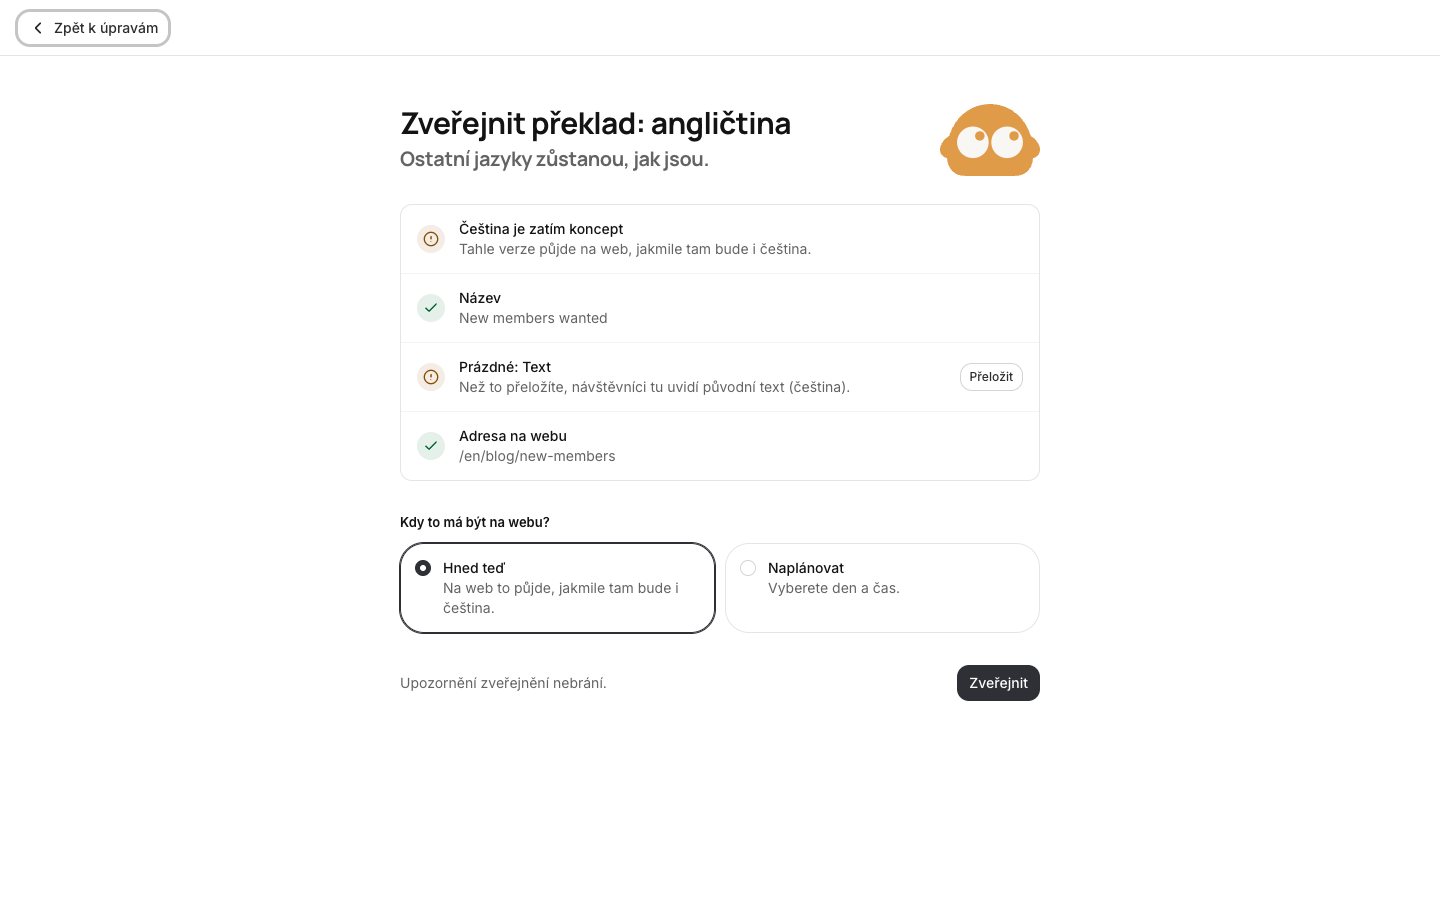 Zpět k úpravám
Zveřejnit překlad: angličtina
Ostatní jazyky zůstanou, jak jsou.
Čeština je zatím koncept
Tahle verze půjde na web, jakmile tam bude i čeština.
Název
New members wanted
Prázdné: Text
Než to přeložíte, návštěvníci tu uvidí původní text (čeština).
Přeložit
Adresa na webu
/en/blog/new-members
Kdy to má být na webu?
Hned teď
Na web to půjde, jakmile tam bude i
čeština.
Naplánovat
Vyberete den a čas.
Upozornění zveřejnění nebrání.
Zveřejnit